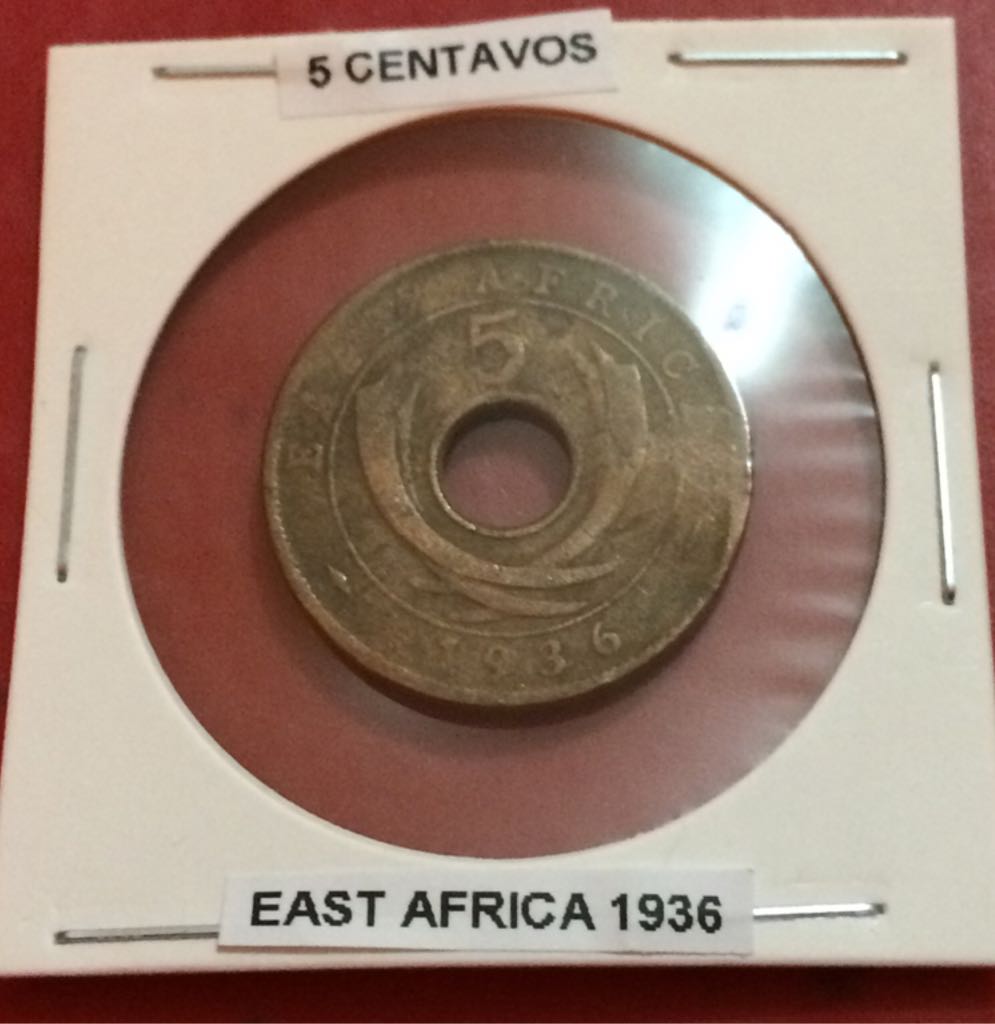 5 CENTAVOS
EAST AFRICA
5
1936
EAST AFRICA 1936